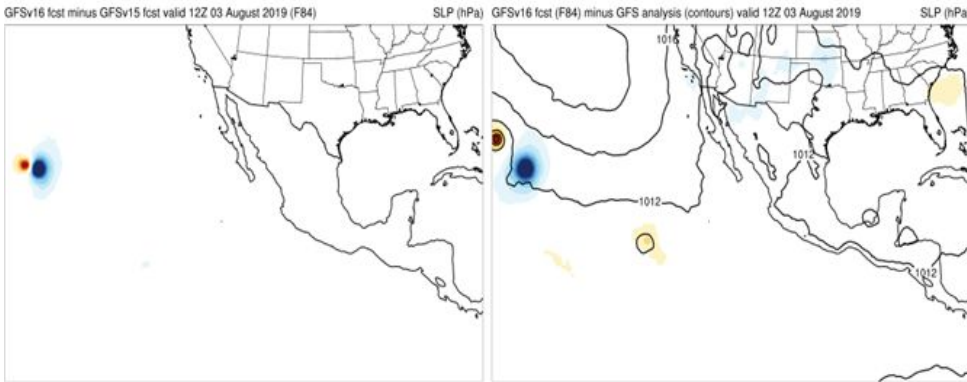 GFSv16 fcst minus GFSv15 fcst valid 12Z 03 August 2019 (F84) SLP (hPa)
GFSv16 fcst (F84) minus GFS analysis (contours) valid 12Z 03 August 2019 SLP (hPa)
1016
1012
1012
1012